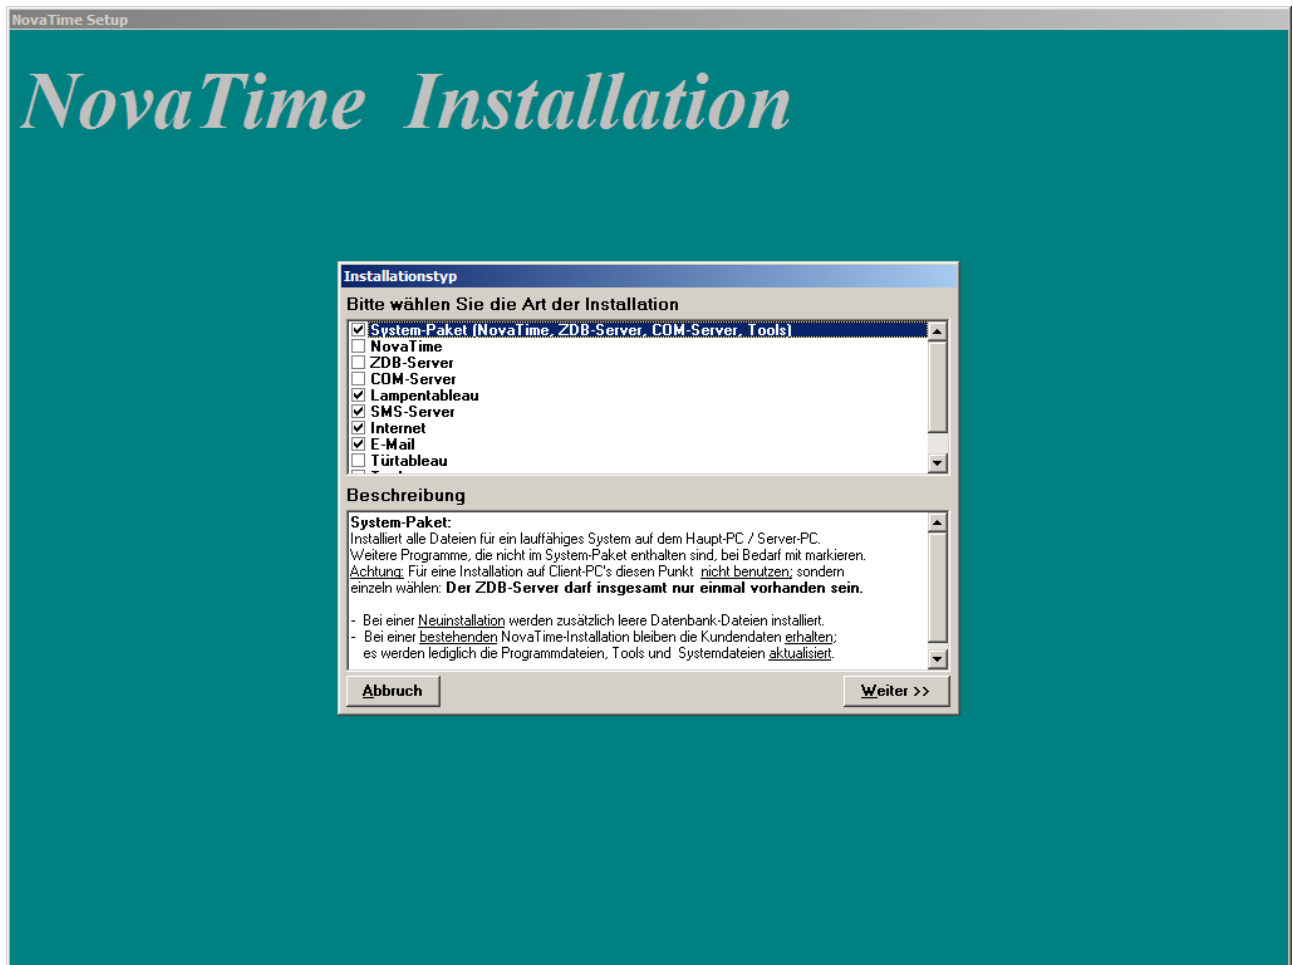 NovaTime Setup
NovaTime Installation
Installationstyp
Bitte wählen Sie die Art der Installation
System-Paket (NovaTime, ZDB-Server, COM-Server, Tools)
NovaTime
ZDB-Server
COM-Server
Lampentableau
SMS-Server
Internet
E-Mail
Türtableau
Beschreibung
System-Paket:
Installiert alle Dateien für ein lauffähiges System auf dem Haupt-PC / Server-PC.
Weitere Programme, die nicht im System-Paket enthalten sind, bei Bedarf mit markieren.
Achtung: Für eine Installation auf Client-PC's diesen Punkt nicht benutzen; sondern
einzeln wählen: Der ZDB-Server darf insgesamt nur einmal vorhanden sein.
- Bei einer Neuinstallation werden zusätzlich leere Datenbank-Dateien installiert.
- Bei einer bestehenden NovaTime-Installation bleiben die Kundendaten erhalten;
es werden lediglich die Programmdateien, Tools und Systemdateien aktualisiert.
Abbruch
Weiter >>